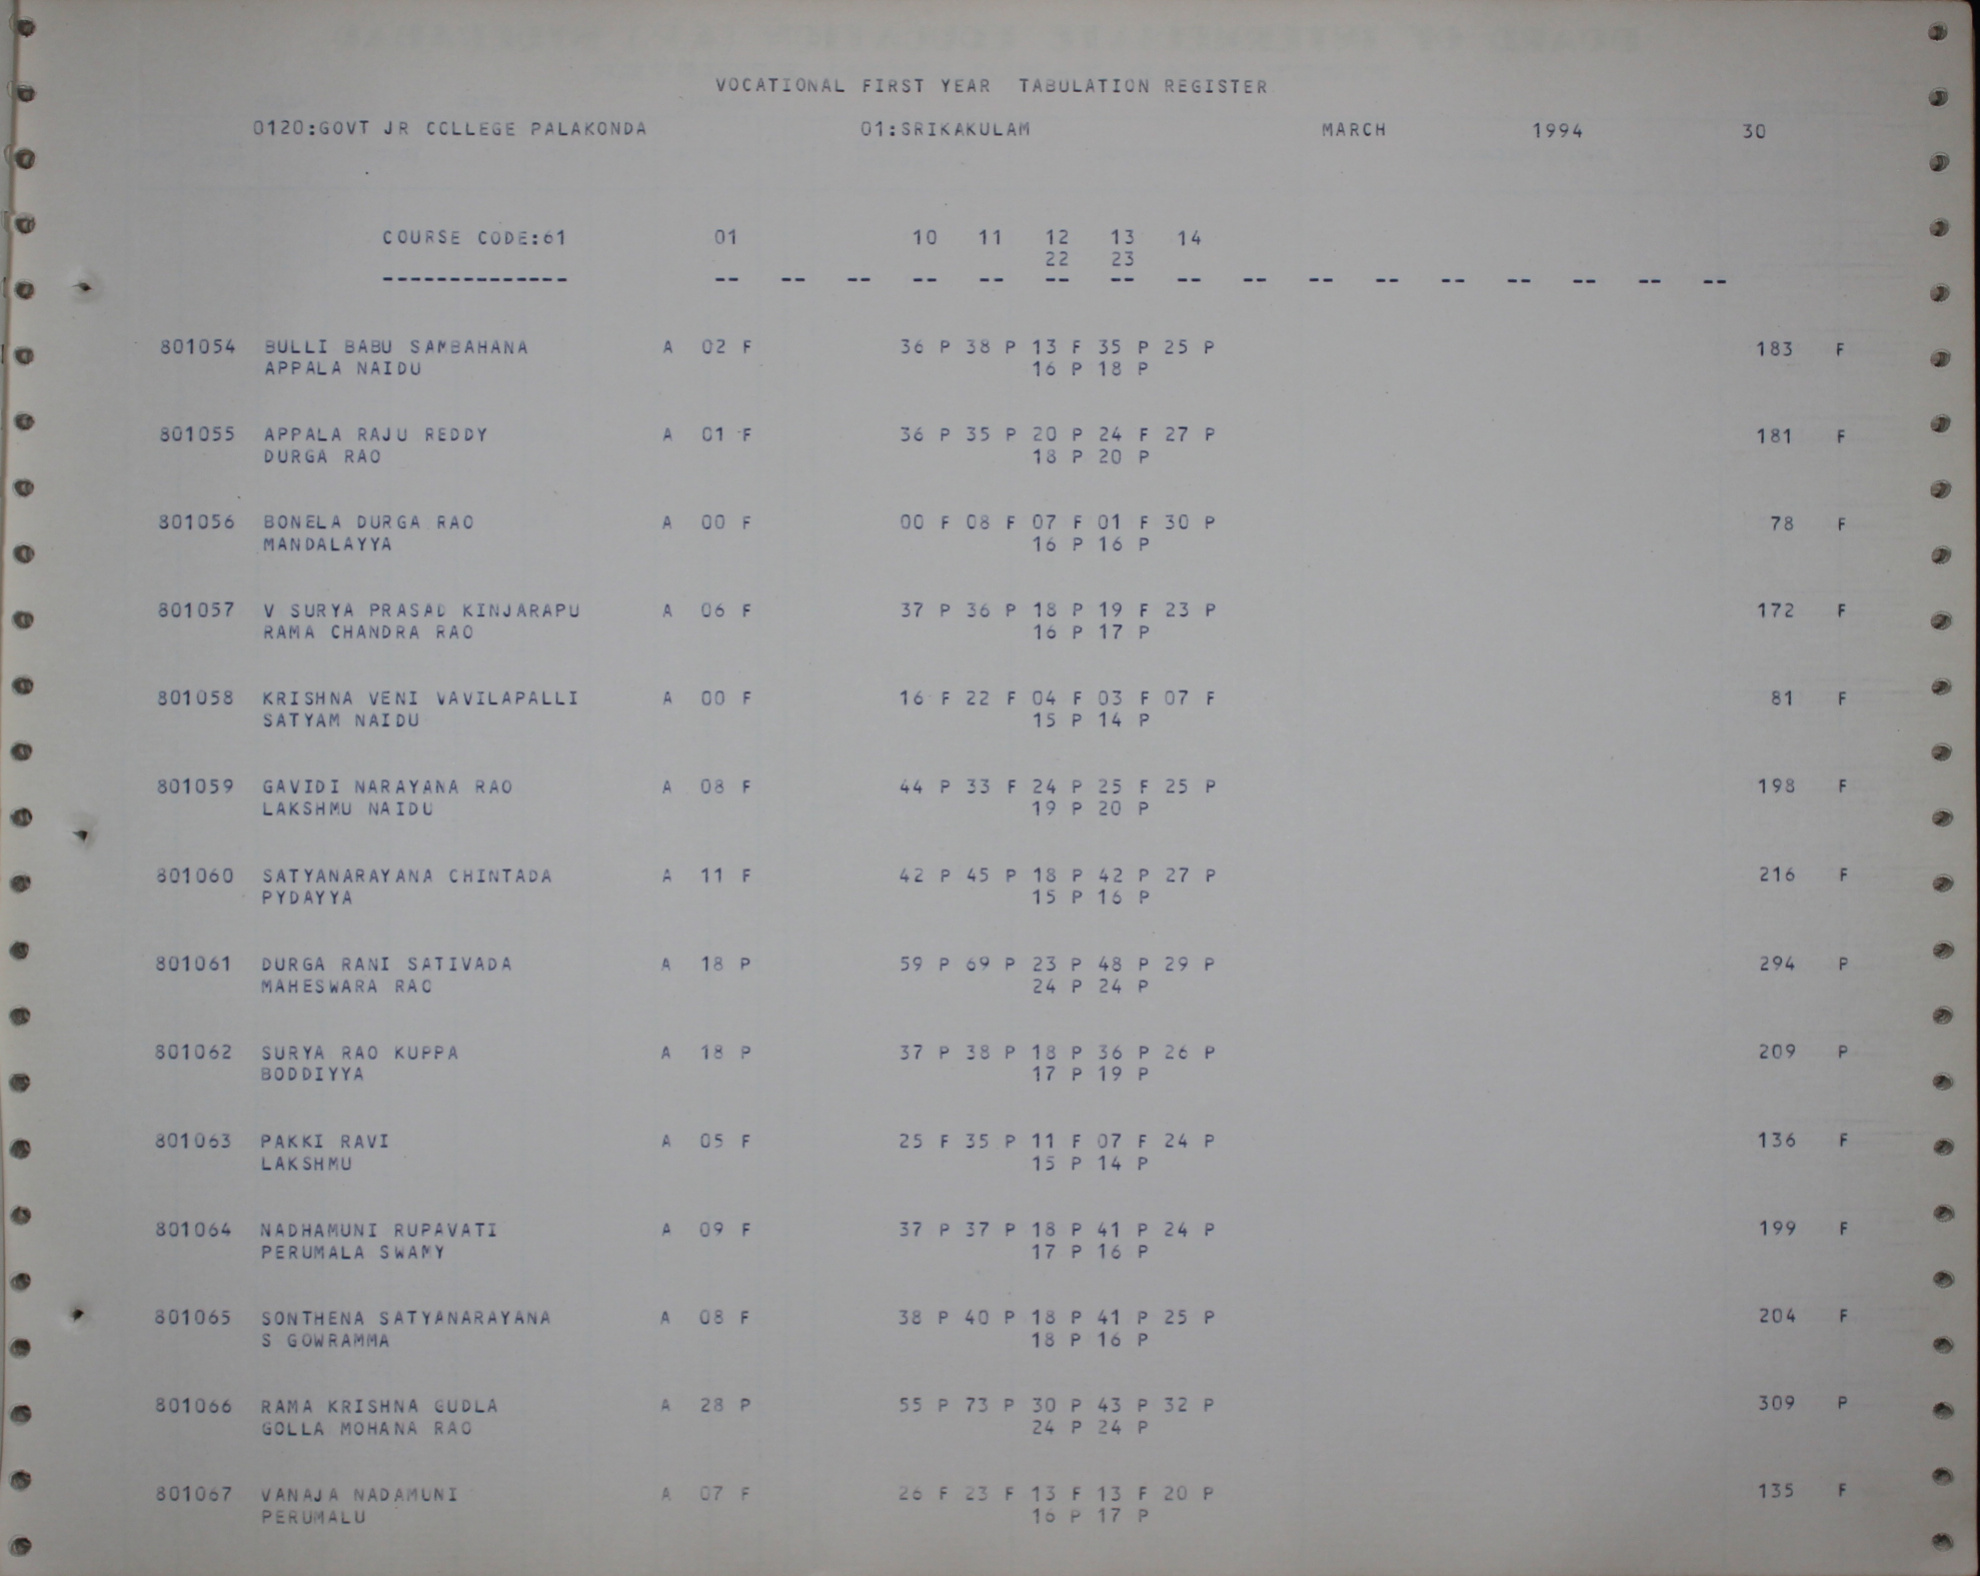 VOCATIONAL FIRST YEAR TABULATION REGISTER
0120:GOVT JR CCLLEGE PALAKONDA 01:SRIKAKULAM MARCH 1994 30
COURSE CODE:61 01 10 11 12 13 14
22 23
-------------- -- -- -- -- -- -- -- -- -- -- -- -- -- -- -- --
801054 BULLI BABU SAMBAHANA A 02 F 36 P 38 P 13 F 35 P 25 P 183 F
APPALA NAIDU 16 P 18 P
801055 APPALA RAJU REDDY A 01 F 36 P 35 P 20 P 24 F 27 P 181 F
DURGA RAO 18 P 20 P
801056 BONELA DURGA RAO A 00 F 00 F 08 F 07 F 01 F 30 P 78 F
MANDALAYYA 16 P 16 P
801057 V SURYA PRASAD KINJARAPU A 06 F 37 P 36 P 18 P 19 F 23 P 172 F
RAMA CHANDRA RAO 16 P 17 P
801058 KRISHNA VENI VAVILAPALLI A 00 F 16 F 22 F 04 F 03 F 07 F 81 F
SATYAM NAIDU 15 P 14 P
801059 GAVIDI NARAYANA RAO A 08 F 44 P 33 F 24 P 25 F 25 P 198 F
LAKSHMU NAIDU 19 P 20 P
801060 SATYANARAYANA CHINTADA A 11 F 42 P 45 P 18 P 42 P 27 P 216 F
PYDAYYA 15 P 16 P
801061 DURGA RANI SATIVADA A 18 P 59 P 69 P 23 P 48 P 29 P 294 P
MAHESWARA RAO 24 P 24 P
801062 SURYA RAO KUPPA A 18 P 37 P 38 P 18 P 36 P 26 P 209 P
BODDIYYA 17 P 19 P
801063 PAKKI RAVI A 05 F 25 F 35 P 11 F 07 F 24 P 136 F
LAKSHMU 15 P 14 P
801064 NADHAMUNI RUPAVATI A 09 F 37 P 37 P 18 P 41 P 24 P 199 F
PERUMALA SWAMY 17 P 16 P
801065 SONTHENA SATYANARAYANA A 08 F 38 P 40 P 18 P 41 P 25 P 204 F
S GOWRAMMA 18 P 16 P
801066 RAMA KRISHNA GUDLA A 28 P 55 P 73 P 30 P 43 P 32 P 309 P
GOLLA MOHANA RAO 24 P 24 P
801067 VANAJA NADAMUNI A 07 F 26 F 23 F 13 F 13 F 20 P 135 F
PERUMALU 16 P 17 P